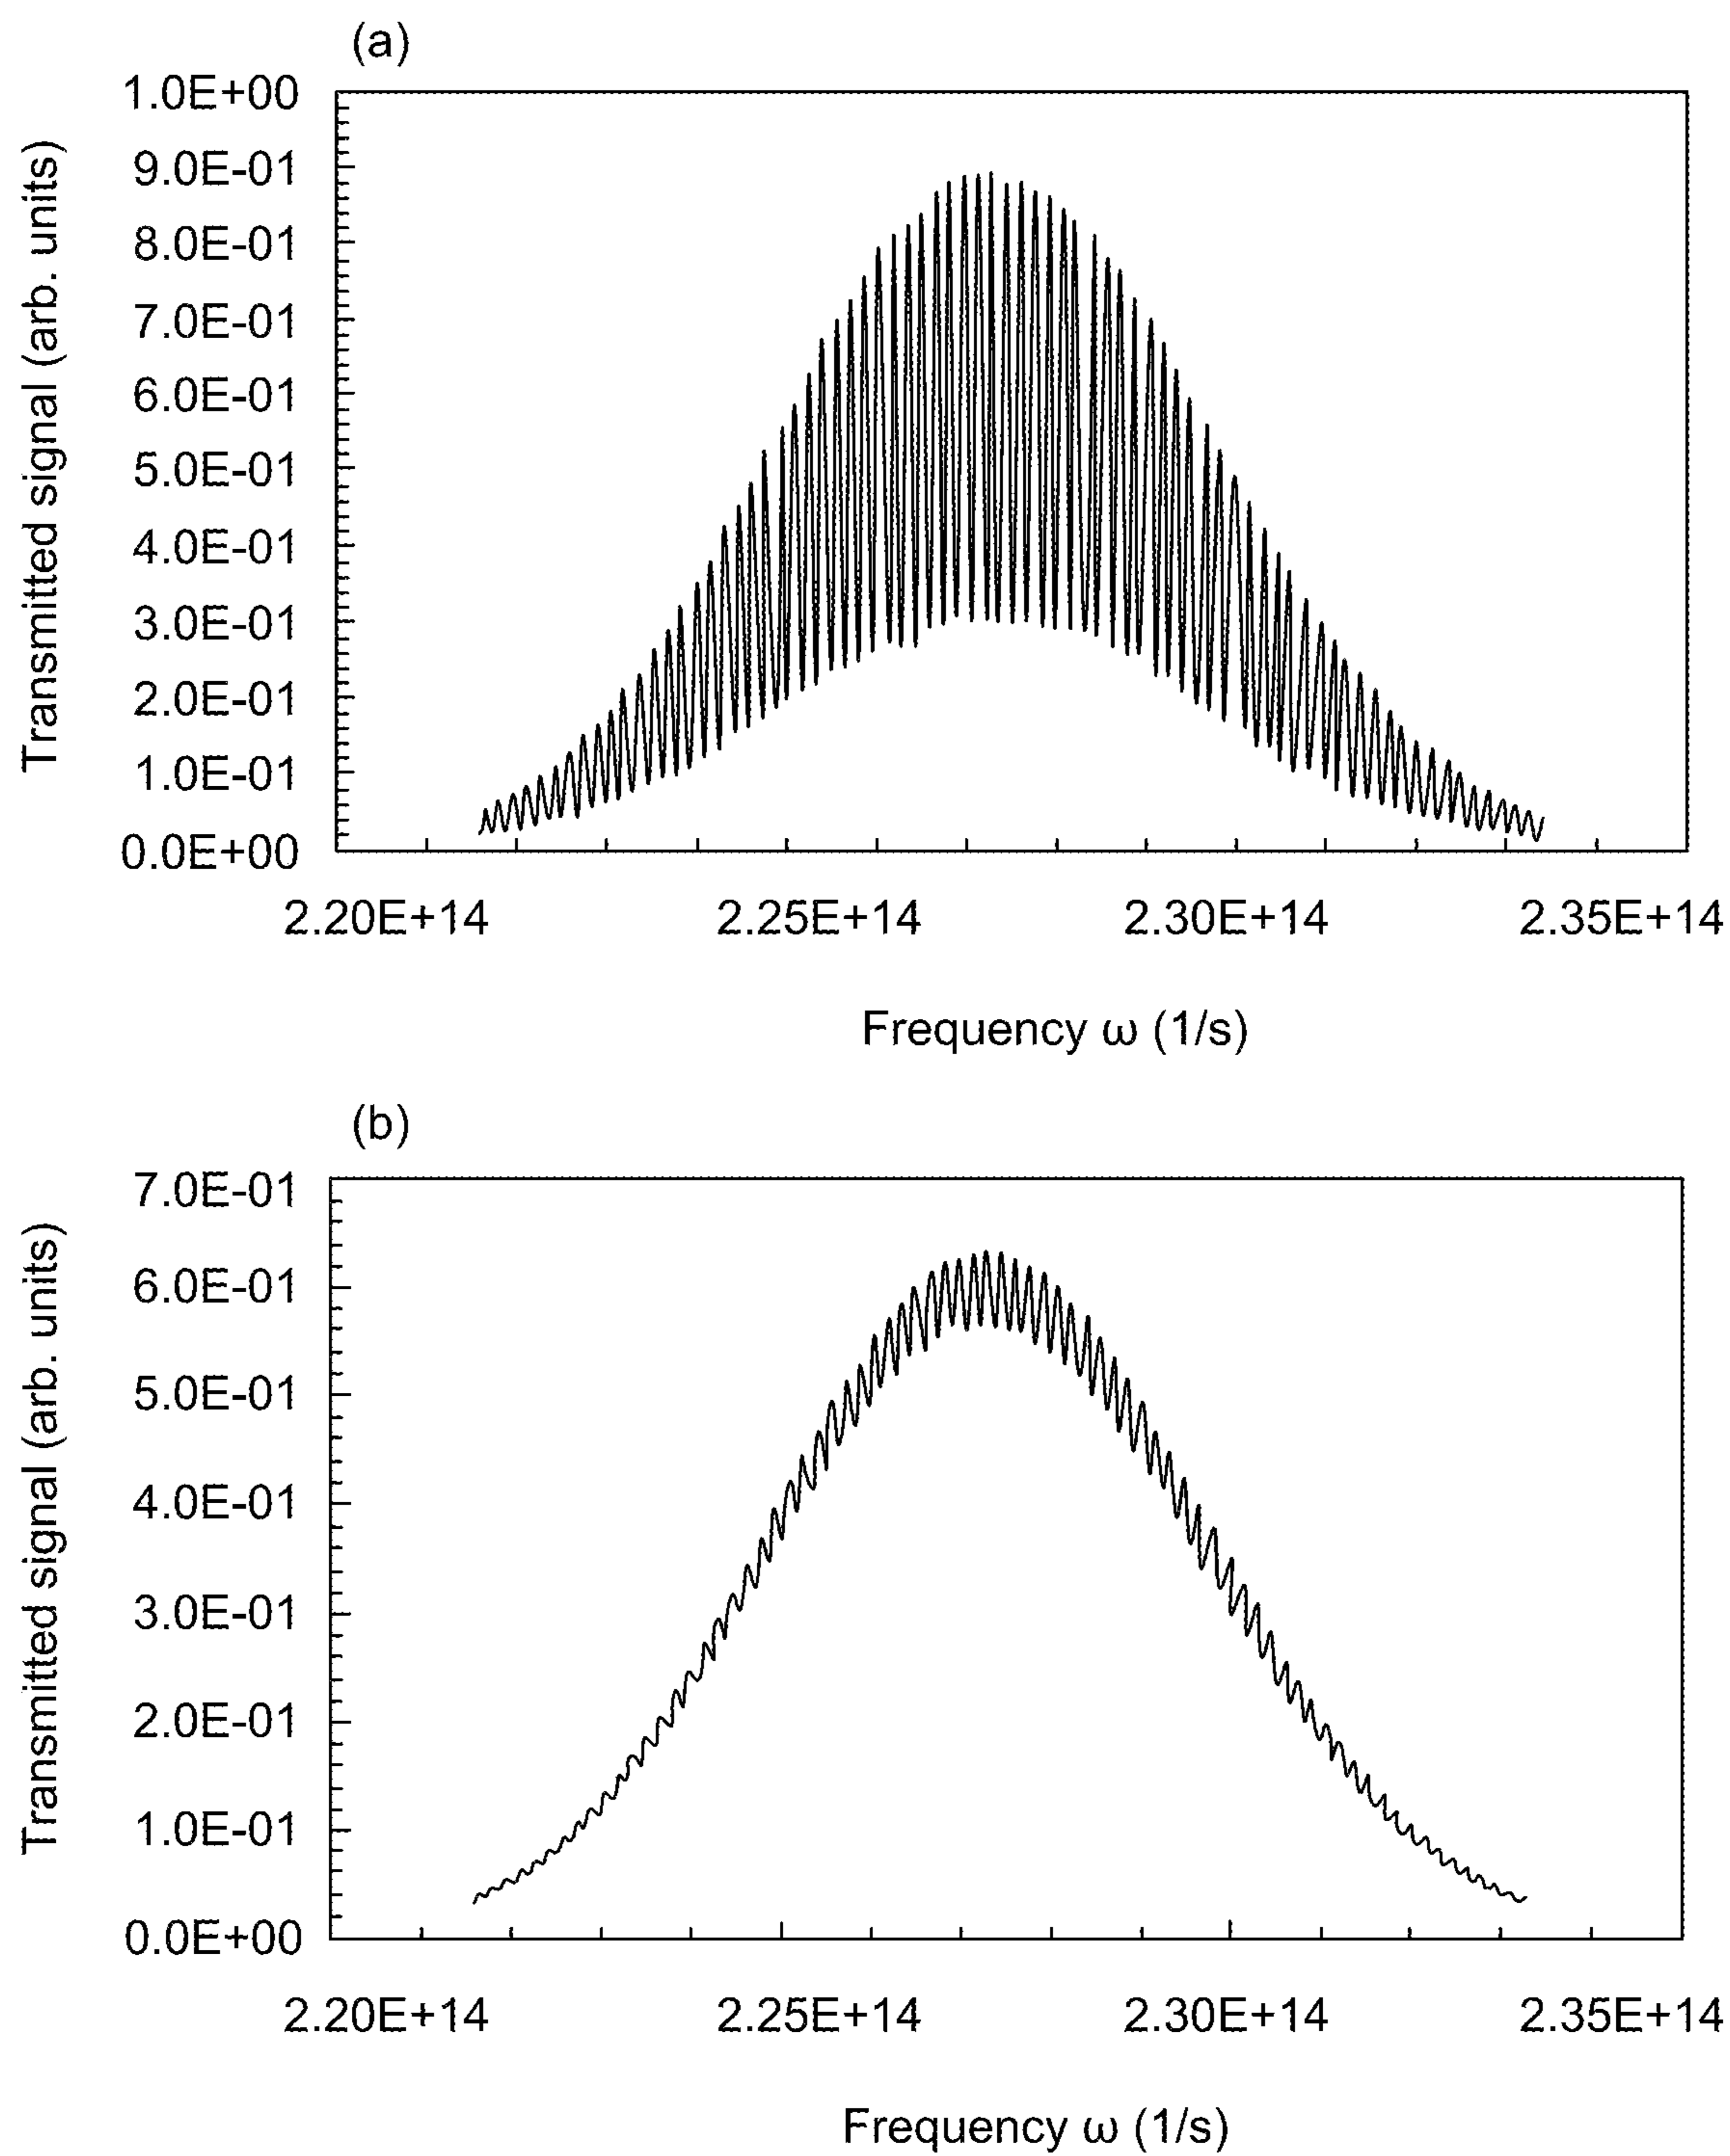 (a)
Transmitted signal (arb. units)
1.0E+00
9.0E-01
8.0E-01
7.0E-01
6.0E-01
5.0E-01
4.0E-01
3.0E-01
2.0E-01
1.0E-01
0.0E+00
2.20E+14 2.25E+14 2.30E+14 2.35E+14
Frequency ω (1/s)
(b)
Transmitted signal (arb. units)
7.0E-01
6.0E-01
5.0E-01
4.0E-01
3.0E-01
2.0E-01
1.0E-01
0.0E+00
2.20E+14 2.25E+14 2.30E+14 2.35E+14
Frequency ω (1/s)